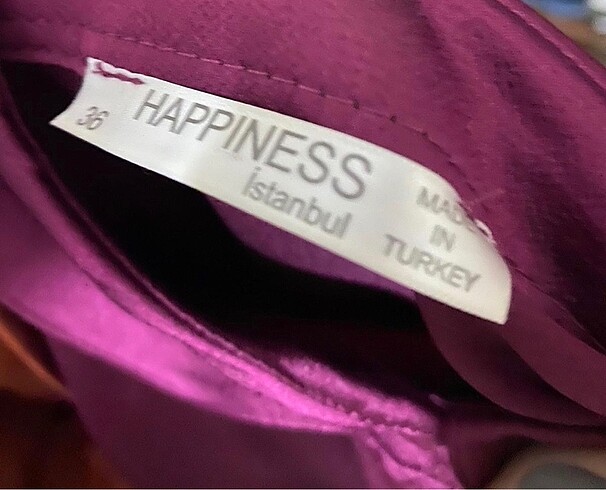 36
HAPPINESS
İstanbul
MADE
IN
TURKEY